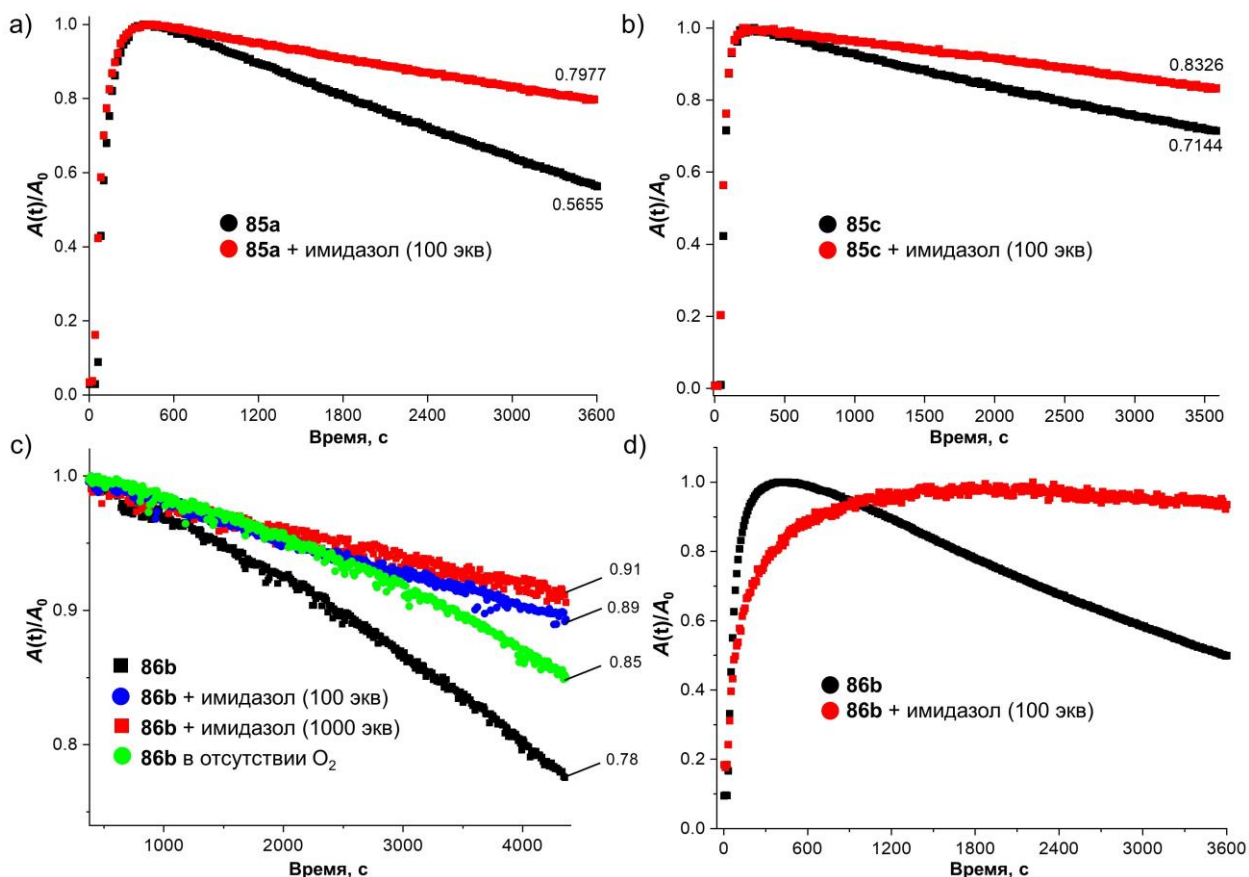 a)
A(t)/A₀
1.0
0.8
0.6
0.4
0.2
0.0
0.7977
0.5655
85a
85a + имидазол (100 экв)
0
600
1200
1800
2400
3000
3600
Время, с
b)
A(t)/A₀
1.0
0.8
0.6
0.4
0.2
0.0
0.8326
0.7144
85c
85c + имидазол (100 экв)
0
500
1000
1500
2000
2500
3000
3500
Время, с
c)
A(t)/A₀
1.0
0.9
0.8
0.91
0.89
0.85
0.78
86b
86b + имидазол (100 экв)
86b + имидазол (1000 экв)
86b в отсутствии O₂
1000
2000
3000
4000
Время, с
d)
A(t)/A₀
1.0
0.8
0.6
0.4
0.2
0.0
86b
86b + имидазол (100 экв)
0
600
1200
1800
2400
3000
3600
Время, с